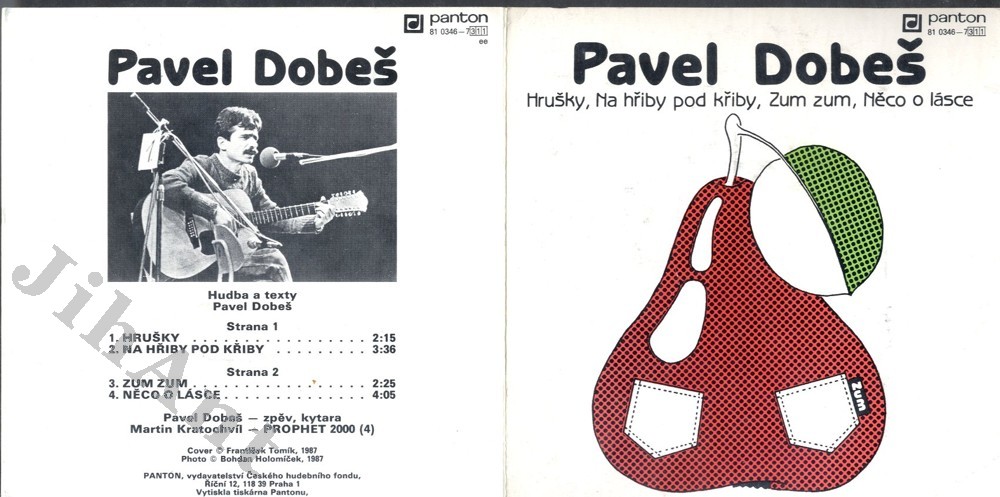 panton
81 0346-7311
ee
Pavel Dobeš
Hudba a texty
Pavel Dobeš
Strana 1
1. HRUŠKY . . . . . . . . . . . . . . . . . . . 2:15
2. NA HŘIBY POD KŘIBY . . . . . . . . . . 3:36
Strana 2
3. ZUM ZUM . . . . . . . . . . . . . . . . . . 2:25
4. NĚCO O LÁSCE . . . . . . . . . . . . . . 4:05
Pavel Dobeš — zpěv, kytara
Martin Kratochvíl — PROPHET 2000 (4)
Cover © František Tomík, 1987
Photo © Bohdan Holomíček, 1987
PANTON, vydavatelství Českého hudebního fondu,
Říční 12, 118 39 Praha 1
Vytiskla tiskárna Pantonu,
JihAnt
panton
81 0346-7311
Pavel Dobeš
Hrušky, Na hřiby pod křiby, Zum zum, Něco o lásce
zum